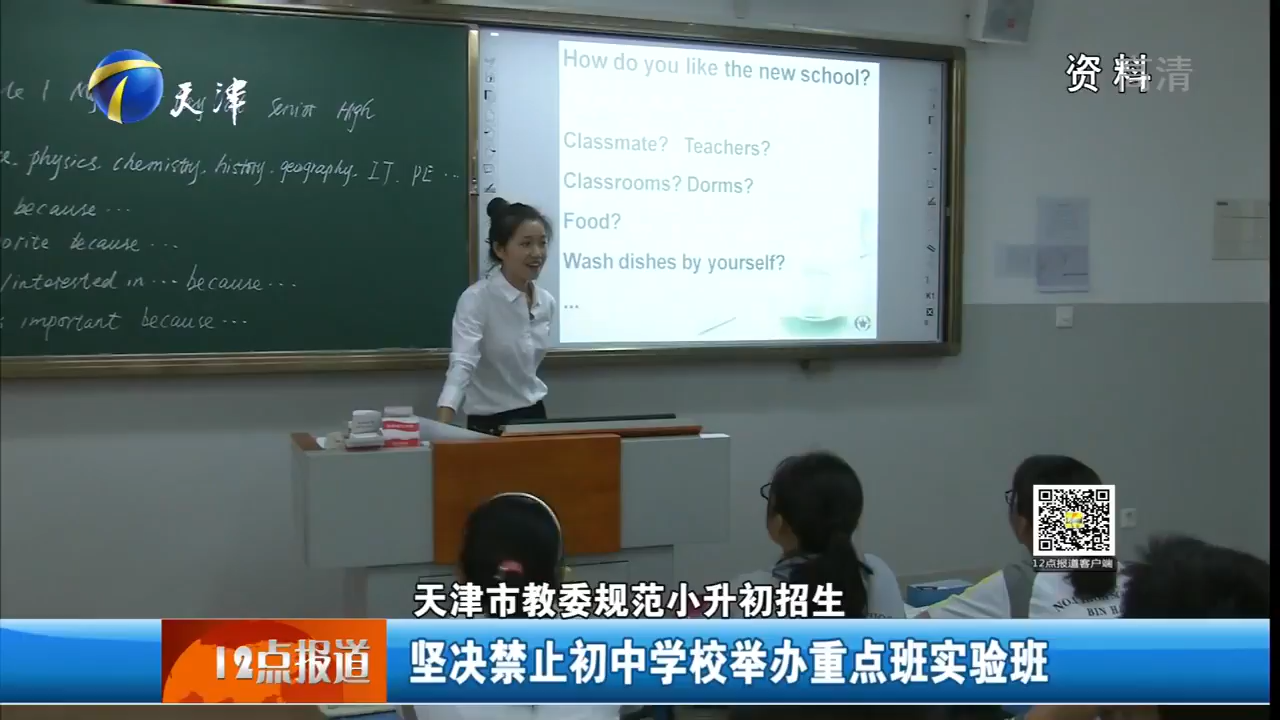 天津
资料
高清
Senior High
physics. chemistry. history. geography. IT. PE ...
because ...
because ...
/interested in ... because ...
important because ...
How do you like the new school?
Classmate? Teachers?
Classrooms? Dorms?
Food?
Wash dishes by yourself?
...
12点报道客户端
天津市教委规范小升初招生
12点报道
坚决禁止初中学校举办重点班实验班